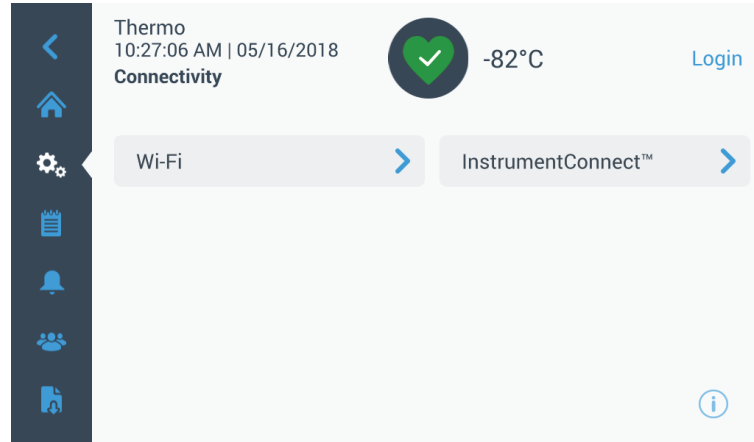 Thermo
10:27:06 AM | 05/16/2018
Connectivity
-82°C
Login
Wi-Fi
InstrumentConnect™